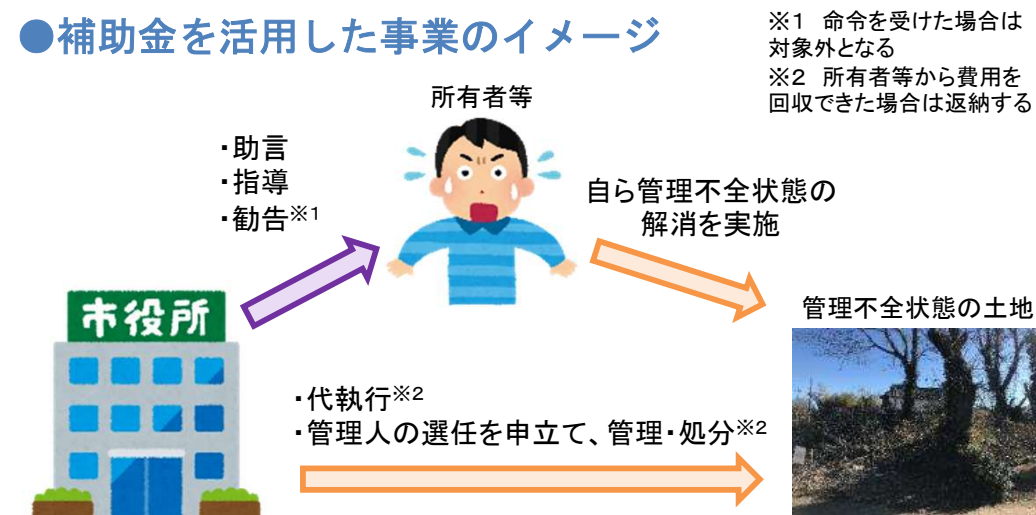 ●補助金を活用した事業のイメージ
※1 命令を受けた場合は
対象外となる
※2 所有者等から費用を
回収できた場合は返納する
所有者等
・助言
・指導
・勧告※1
自ら管理不全状態の
解消を実施
市役所
管理不全状態の土地
・代執行※2
・管理人の選任を申立て、管理・処分※2